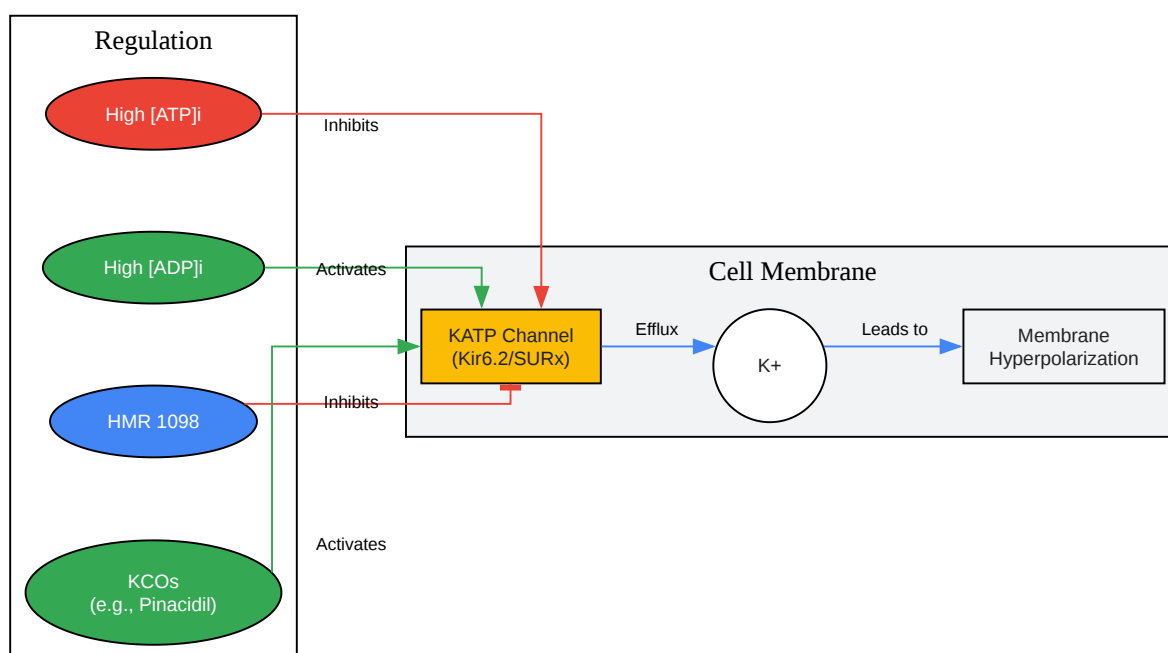 Regulation
High [ATP]i
Inhibits
High [ADP]i
Activates
Cell Membrane
KATP Channel
(Kir6.2/SURx)
Efflux
K+
Leads to
Membrane
Hyperpolarization
HMR 1098
Inhibits
Activates
KCOs
(e.g., Pinacidil)